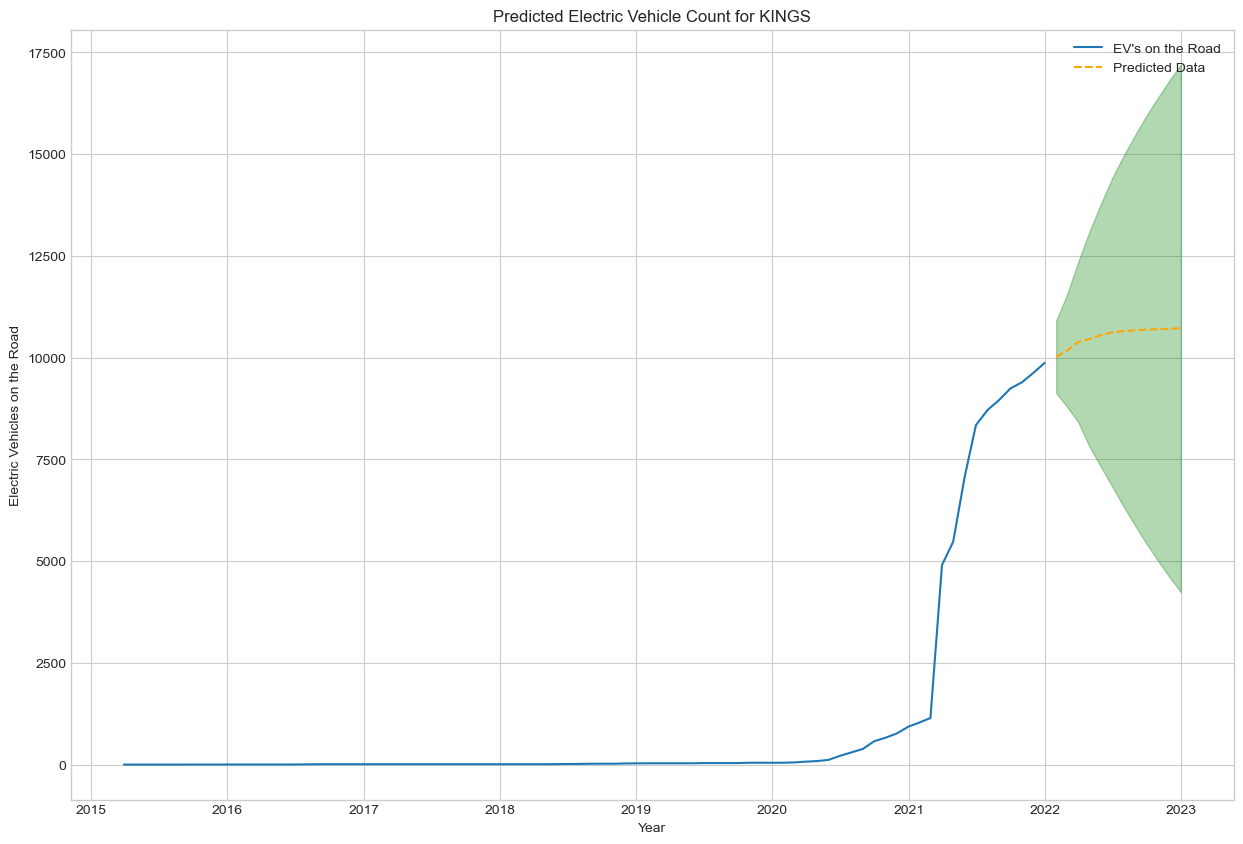 Predicted Electric Vehicle Count for KINGS
EV's on the Road
Predicted Data
17500
15000
12500
10000
7500
5000
2500
0
Electric Vehicles on the Road
2015 2016 2017 2018 2019 2020 2021 2022 2023
Year